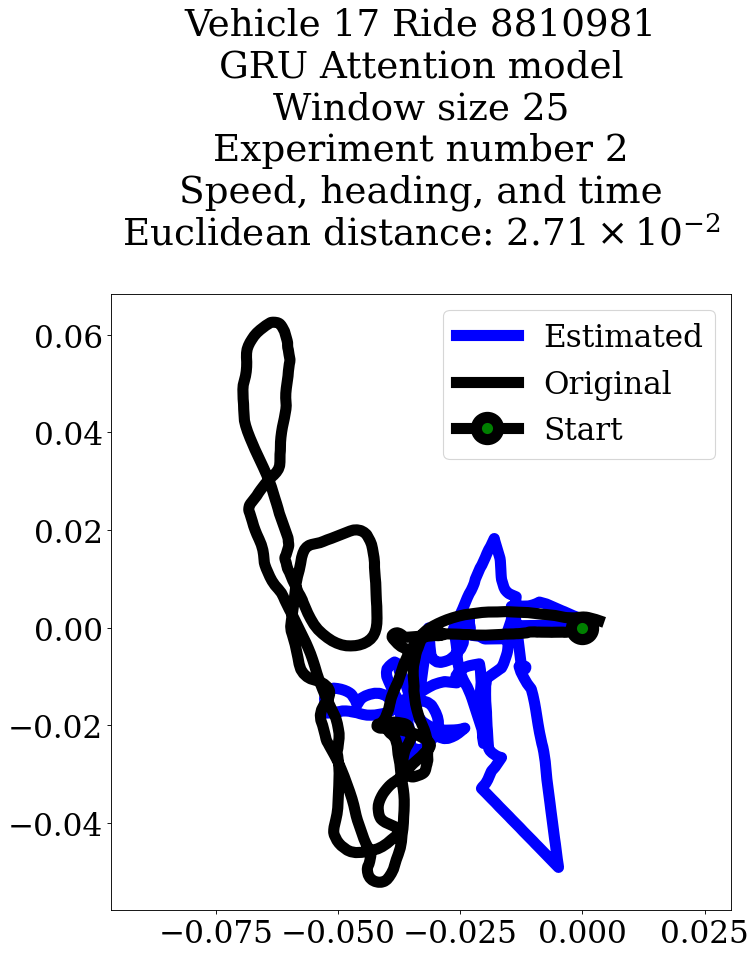 Vehicle 17 Ride 8810981
GRU Attention model
Window size 25
Experiment number 2
Speed, heading, and time
Euclidean distance: 2.71 × 10⁻²
Estimated
Original
Start
0.06
0.04
0.02
0.00
−0.02
−0.04
−0.075 −0.050 −0.025 0.000 0.025